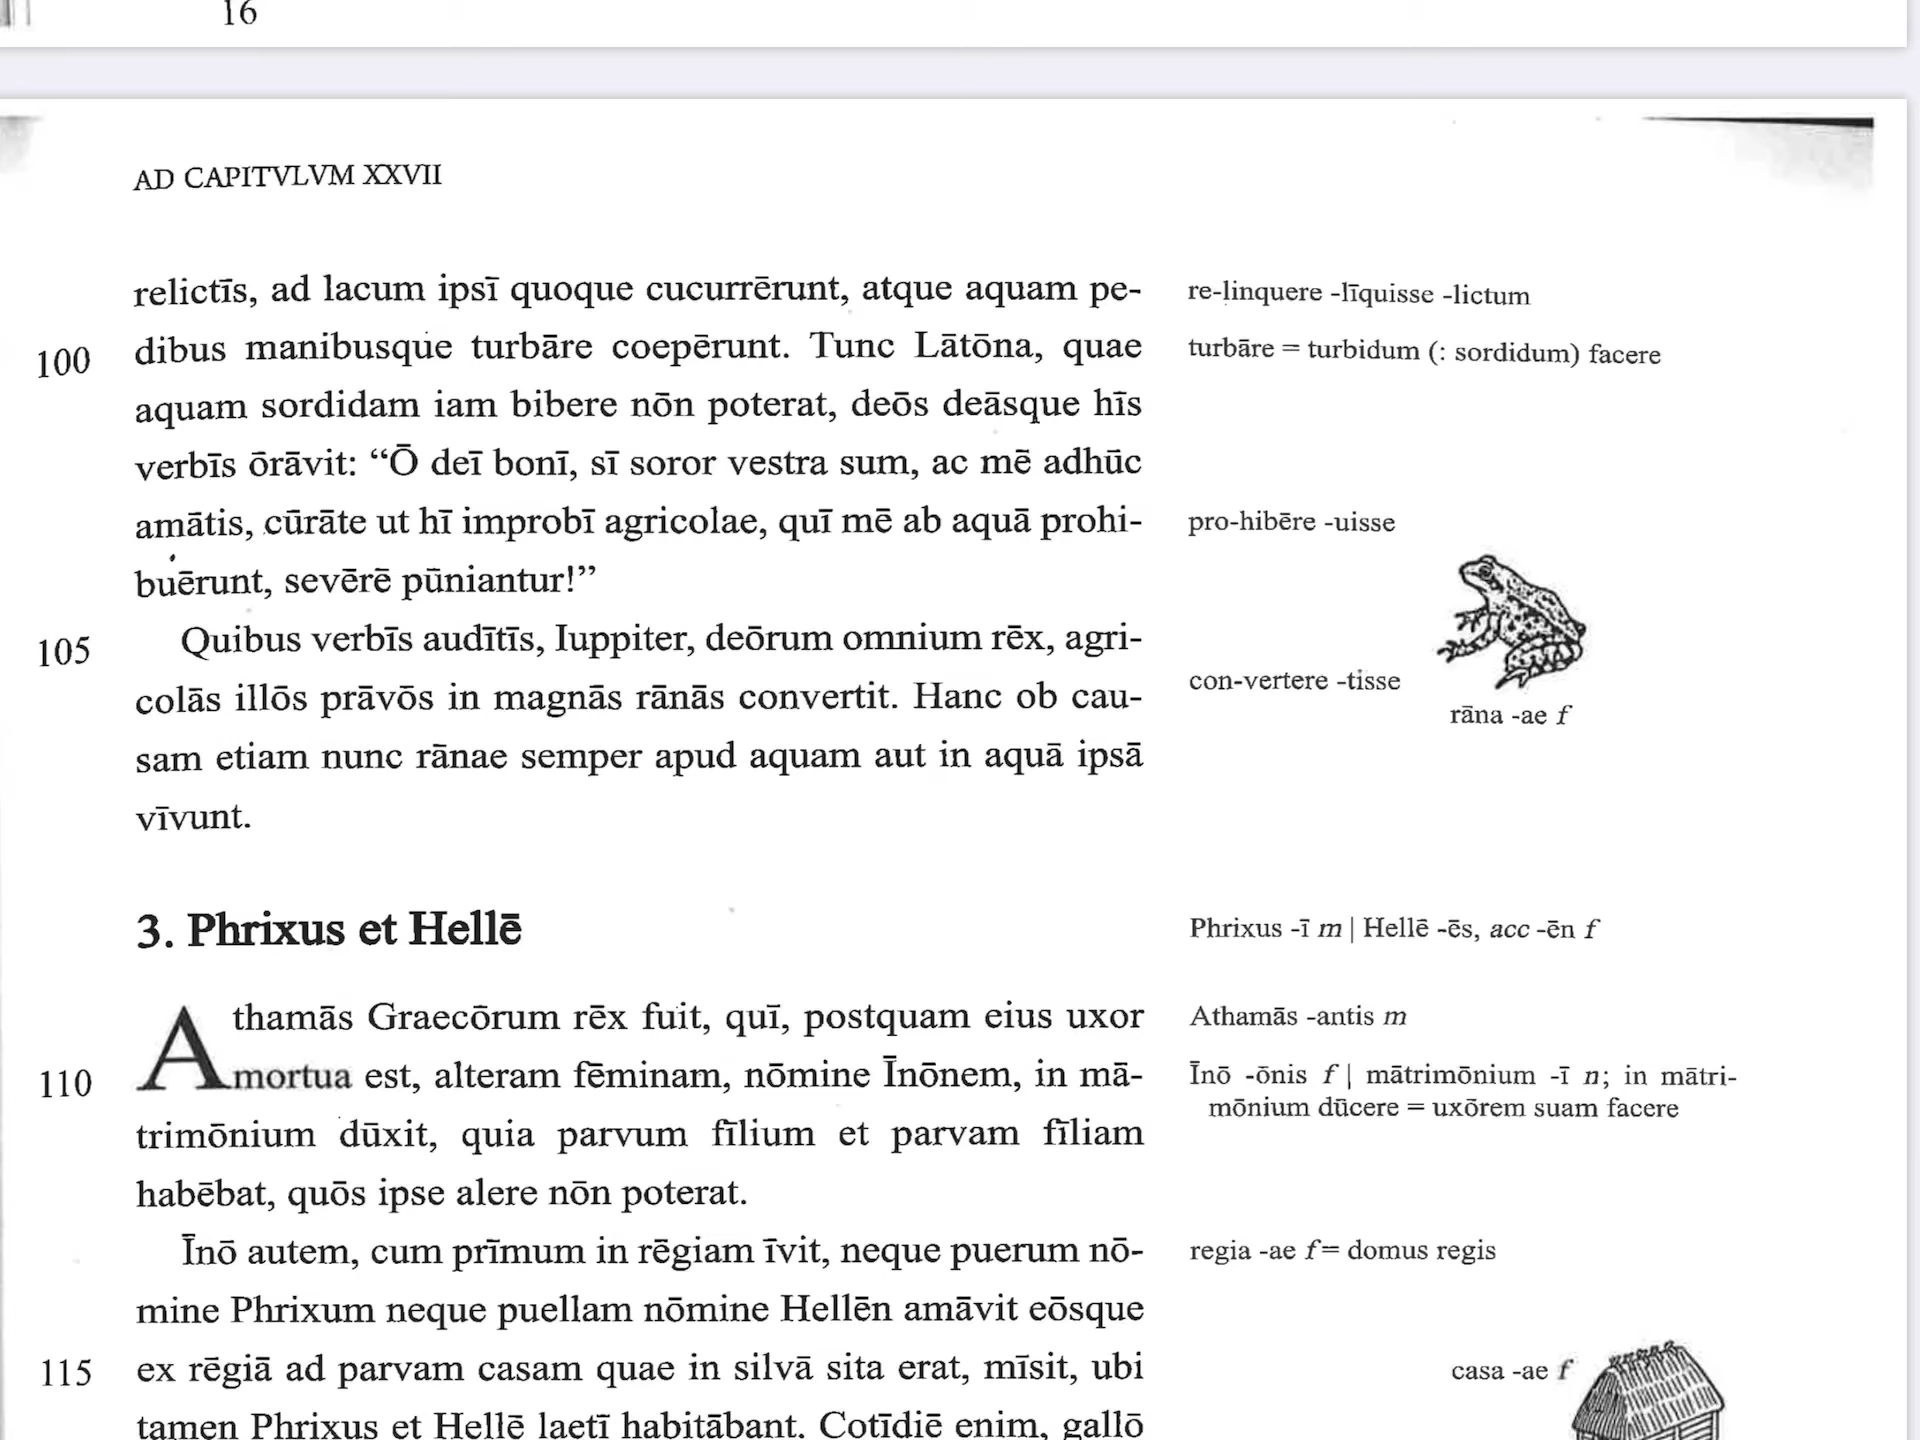 16
AD CAPITVLVM XXVII
relictīs, ad lacum ipsī quoque cucurrērunt, atque aquam pe-
re-linquere -līquisse -lictum
100
dibus manibusque turbāre coepērunt. Tunc Lātōna, quae
turbāre = turbidum (: sordidum) facere
aquam sordidam iam bibere nōn poterat, deōs deāsque hīs
verbīs ōrāvit: “Ō deī bonī, sī soror vestra sum, ac mē adhūc
amātis, cūrāte ut hī improbī agricolae, quī mē ab aquā prohi-
pro-hibēre -uisse
buērunt, sevērē pūniantur!”
105
Quibus verbīs audītīs, Iuppiter, deōrum omnium rēx, agri-
colās illōs prāvōs in magnās rānās convertit. Hanc ob cau-
con-vertere -tisse
rāna -ae f
sam etiam nunc rānae semper apud aquam aut in aquā ipsā
vīvunt.
3. Phrixus et Hellē
Phrixus -ī m | Hellē -ēs, acc -ēn f
Athamās Graecōrum rēx fuit, quī, postquam eius uxor
Athamās -antis m
110
mortua est, alteram fēminam, nōmine Īnōnem, in mā-
Īnō -ōnis f | mātrimōnium -ī n; in mātri-
mōnium dūcere = uxōrem suam facere
trimōnium dūxit, quia parvum fīlium et parvam fīliam
habēbat, quōs ipse alere nōn poterat.
Īnō autem, cum prīmum in rēgiam īvit, neque puerum nō-
regia -ae f = domus regis
mine Phrixum neque puellam nōmine Hellēn amāvit eōsque
115
ex rēgiā ad parvam casam quae in silvā sita erat, mīsit, ubi
casa -ae f
tamen Phrixus et Hellē laetī habitābant. Cotīdiē enim, gallō